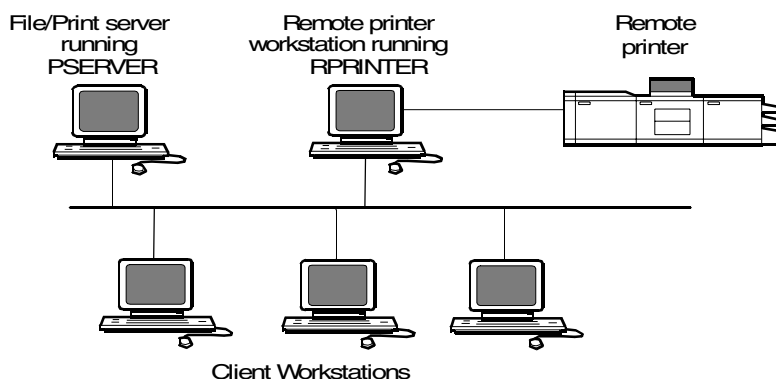 File/Print server
running
PSERVER
Remote printer
workstation running
RPRINTER
Remote
printer
Client Workstations